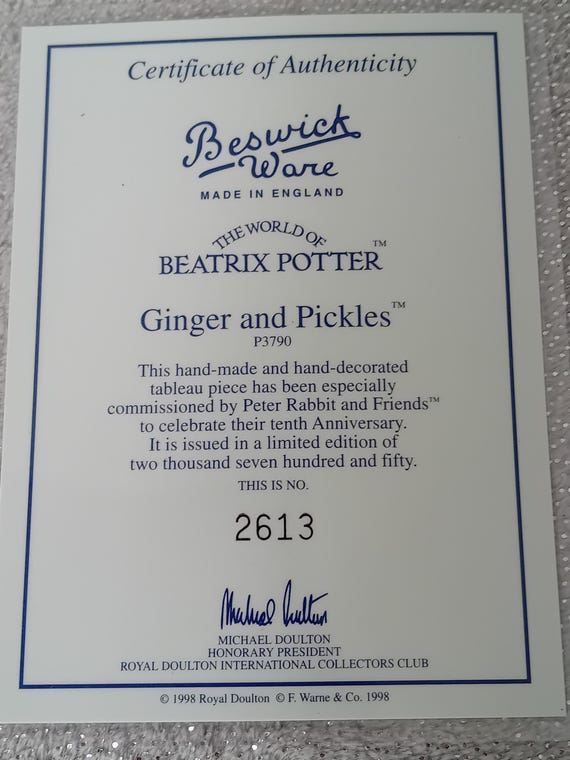 Certificate of Authenticity
Beswick
Ware
MADE IN ENGLAND
THE WORLD OF
BEATRIX POTTER™
Ginger and Pickles™
P3790
This hand-made and hand-decorated
tableau piece has been especially
commissioned by Peter Rabbit and Friends™
to celebrate their tenth Anniversary.
It is issued in a limited edition of
two thousand seven hundred and fifty.
THIS IS NO.
2613
Michael Doulton
MICHAEL DOULTON
HONORARY PRESIDENT
ROYAL DOULTON INTERNATIONAL COLLECTORS CLUB
© 1998 Royal Doulton © F. Warne & Co. 1998